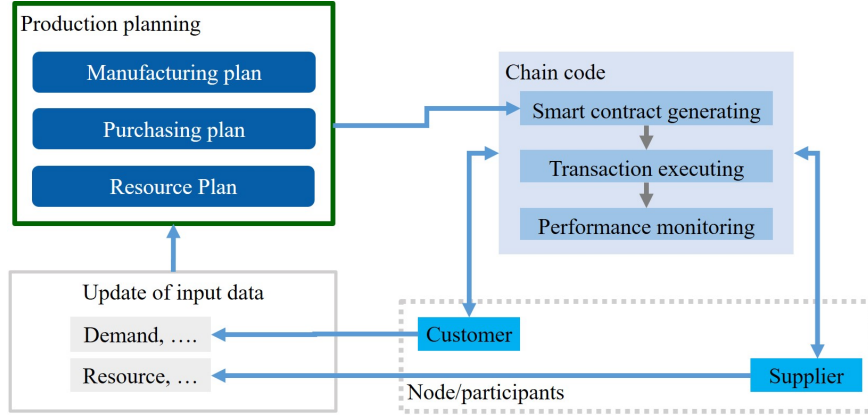 Production planning
Manufacturing plan
Purchasing plan
Resource Plan
Chain code
Smart contract generating
Transaction executing
Performance monitoring
Update of input data
Demand, ….
Resource, …
Customer
Supplier
Node/participants